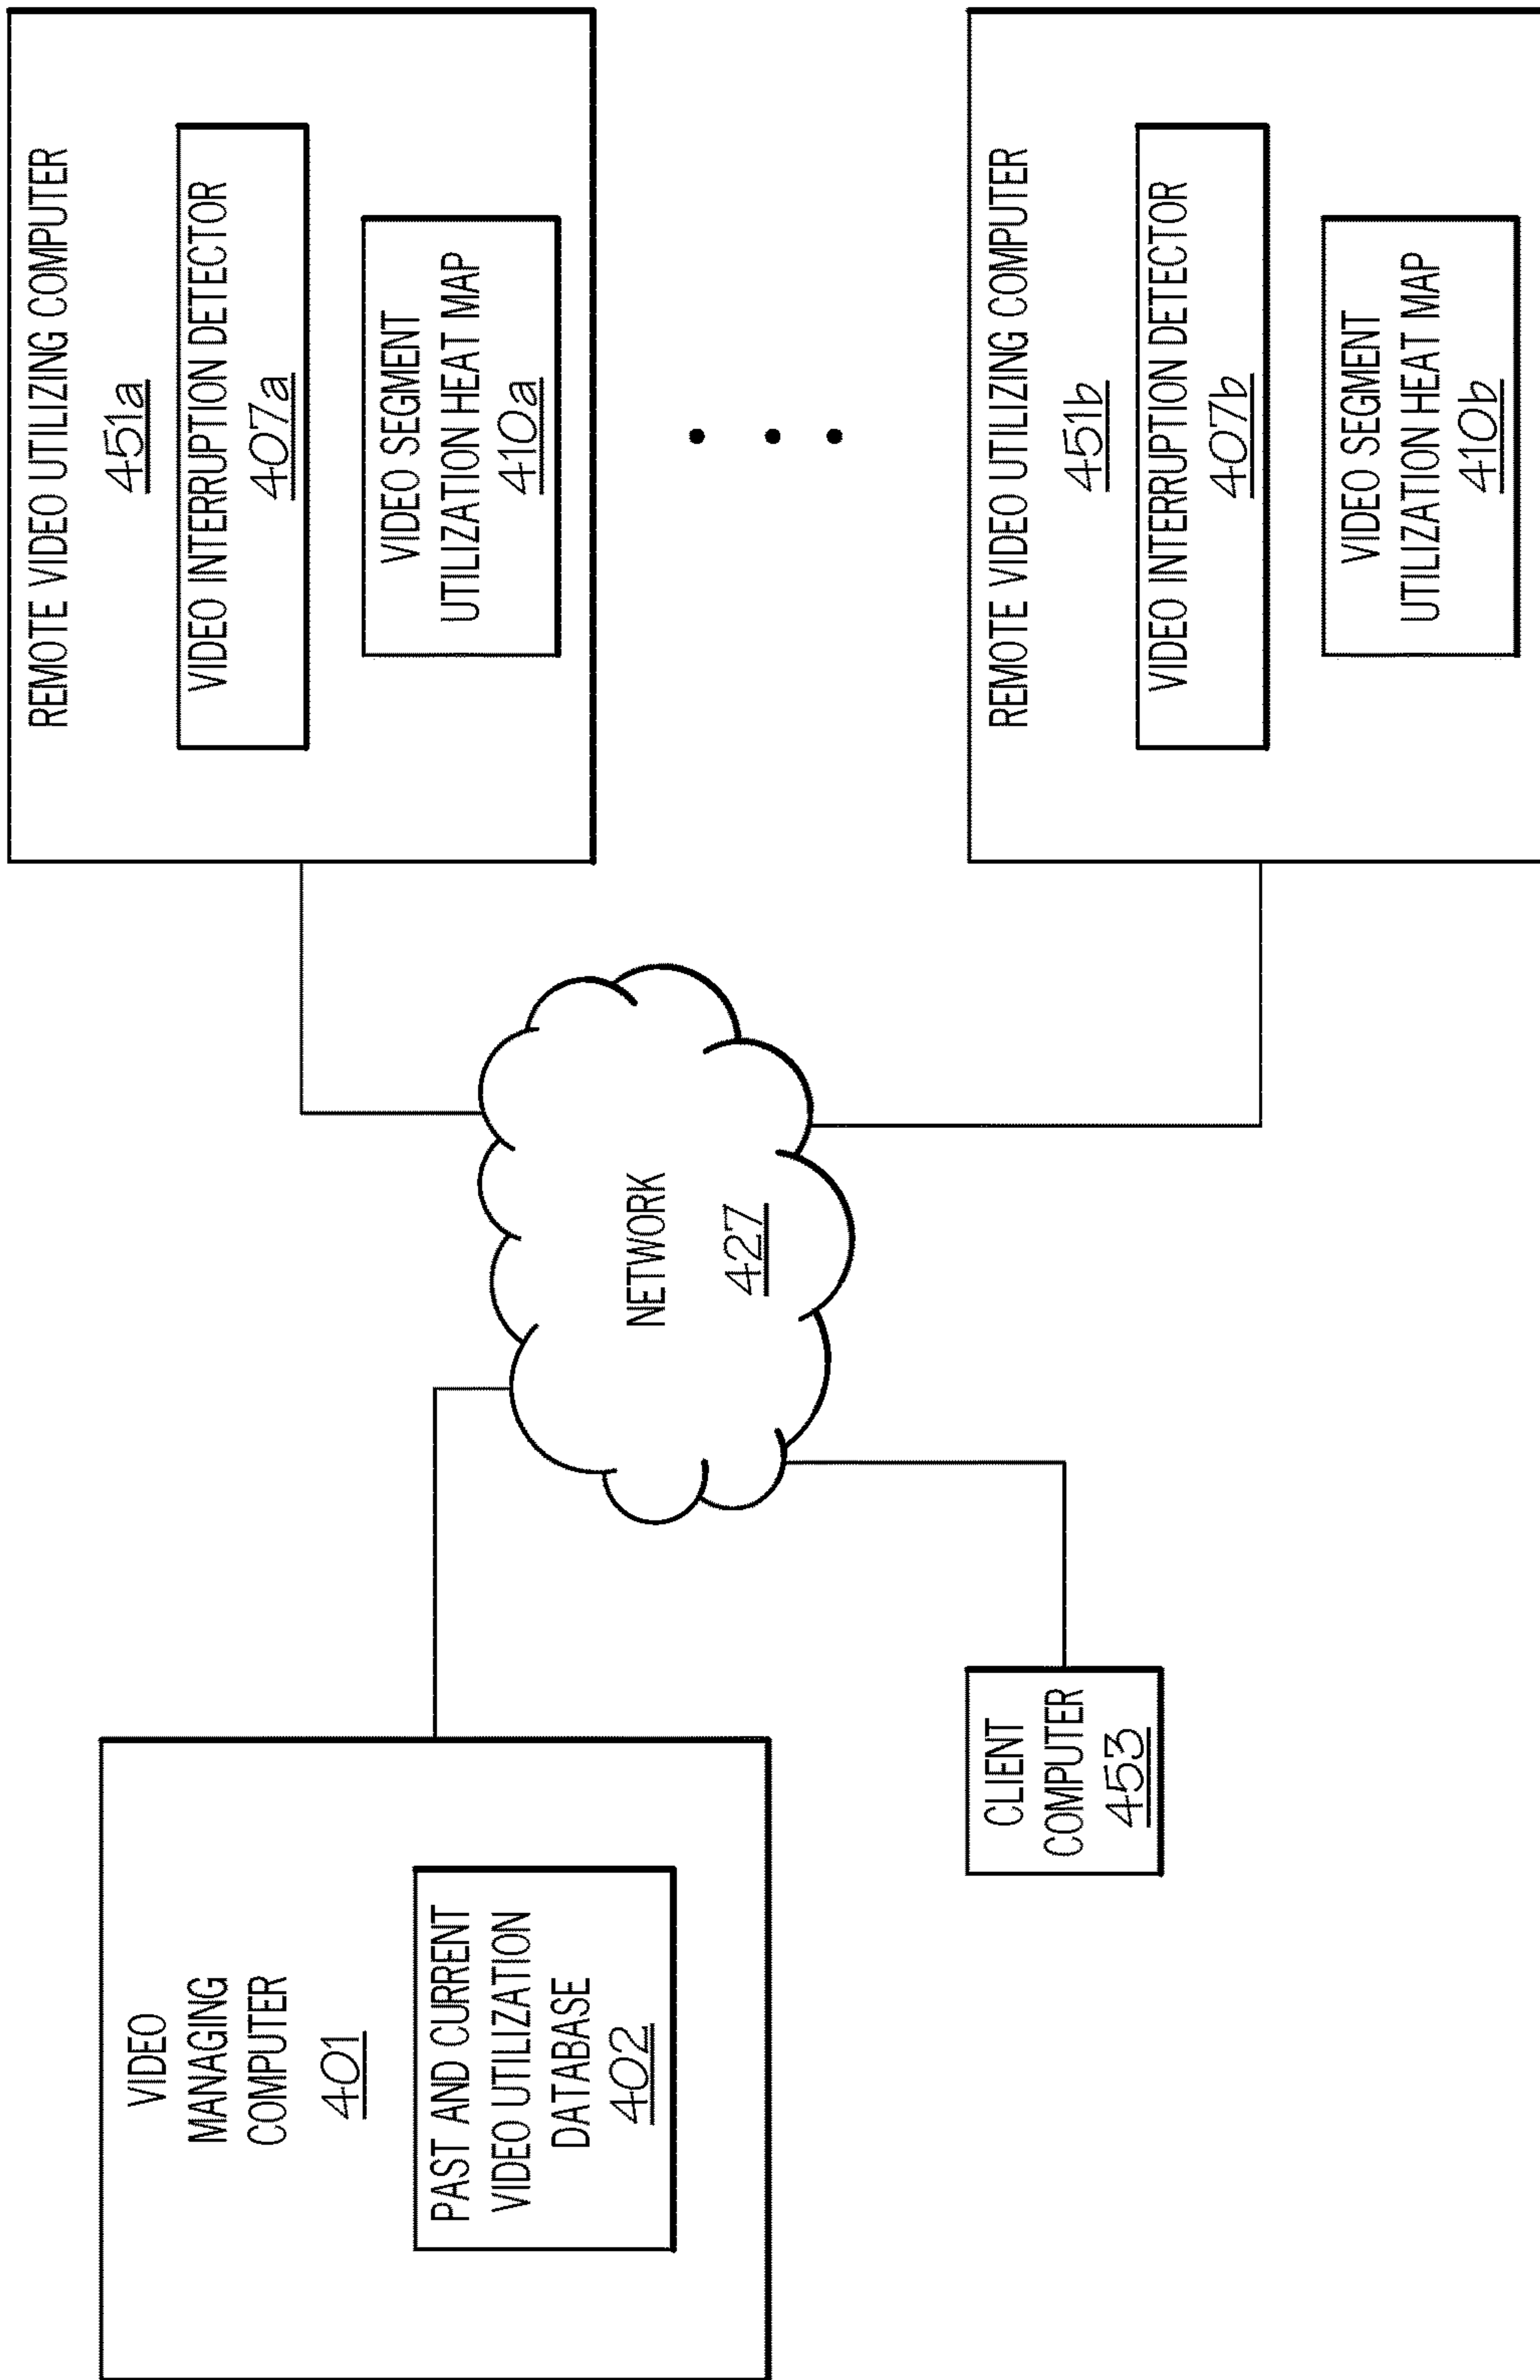 VIDEO
MANAGING
COMPUTER
401
PAST AND CURRENT
VIDEO UTILIZATION
DATABASE
402
NETWORK
427
CLIENT
COMPUTER
453
REMOTE VIDEO UTILIZING COMPUTER
451a
VIDEO INTERRUPTION DETECTOR
407a
VIDEO SEGMENT
UTILIZATION HEAT MAP
410a
REMOTE VIDEO UTILIZING COMPUTER
451b
VIDEO INTERRUPTION DETECTOR
407b
VIDEO SEGMENT
UTILIZATION HEAT MAP
410b